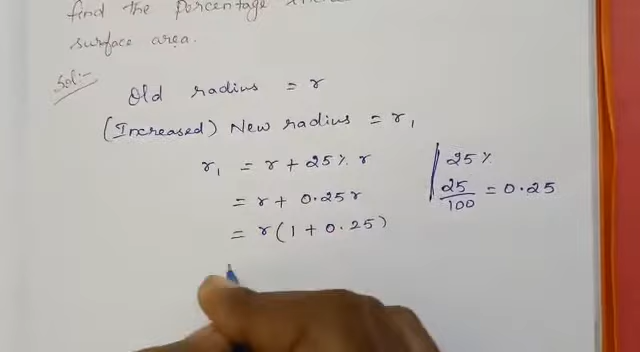 find the percentage
surface area.
Sol:-
Old radius = r
(Increased) New radius = r₁
r₁ = r + 25% r
= r + 0.25r
= r(1 + 0.25)
25%
25/100 = 0.25